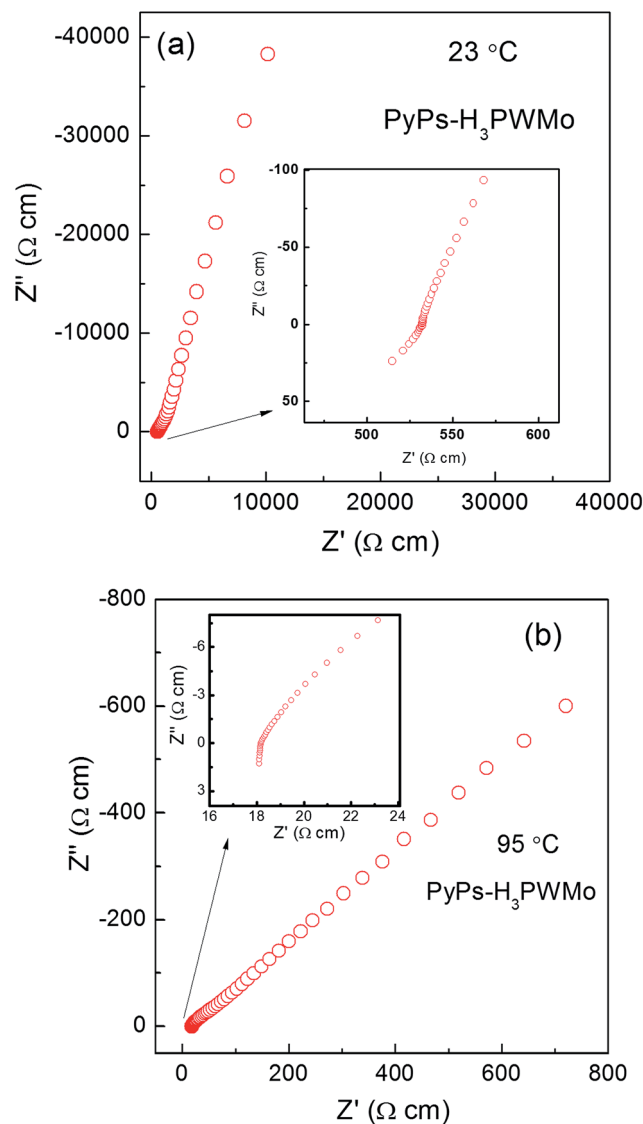 (a)
23 °C
PyPs-H₃PWMo
-40000
-30000
-20000
-10000
0
Z'' (Ω cm)
-100
-50
0
50
Z'' (Ω cm)
500 550 600
Z' (Ω cm)
0 10000 20000 30000 40000
Z' (Ω cm)
(b)
95 °C
PyPs-H₃PWMo
-800
-600
-400
-200
0
Z'' (Ω cm)
-6
-3
0
3
Z'' (Ω cm)
16 18 20 22 24
Z' (Ω cm)
0 200 400 600 800
Z' (Ω cm)